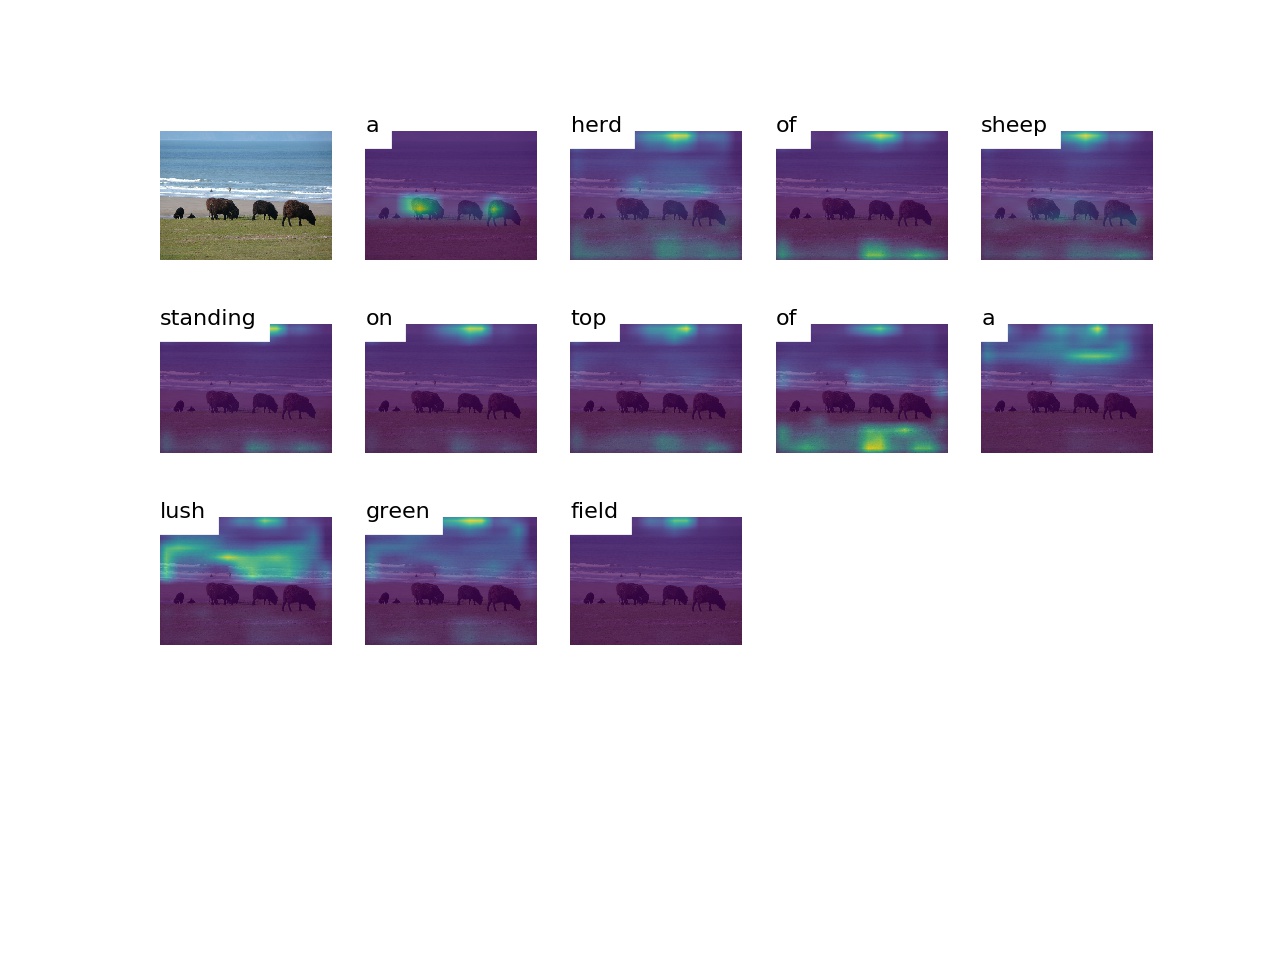 a herd of sheep
standing on top of a
lush green field